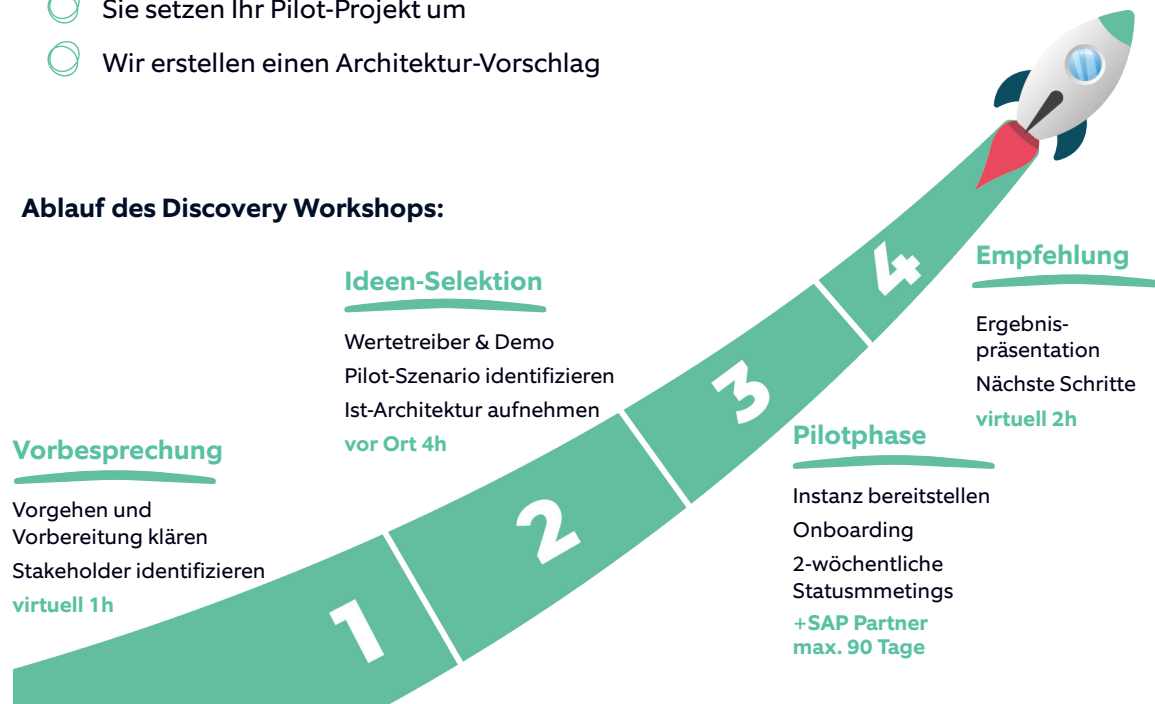 Sie setzen Ihr Pilot-Projekt um
Wir erstellen einen Architektur-Vorschlag
Ablauf des Discovery Workshops:
Vorbesprechung
Vorgehen und
Vorbereitung klären
Stakeholder identifizieren
virtuell 1h
1
Ideen-Selektion
Wertetreiber & Demo
Pilot-Szenario identifizieren
Ist-Architektur aufnehmen
vor Ort 4h
2
Pilotphase
Instanz bereitstellen
Onboarding
2-wöchentliche
Statusmmetings
+SAP Partner
max. 90 Tage
3
Empfehlung
Ergebnis-
präsentation
Nächste Schritte
virtuell 2h
4